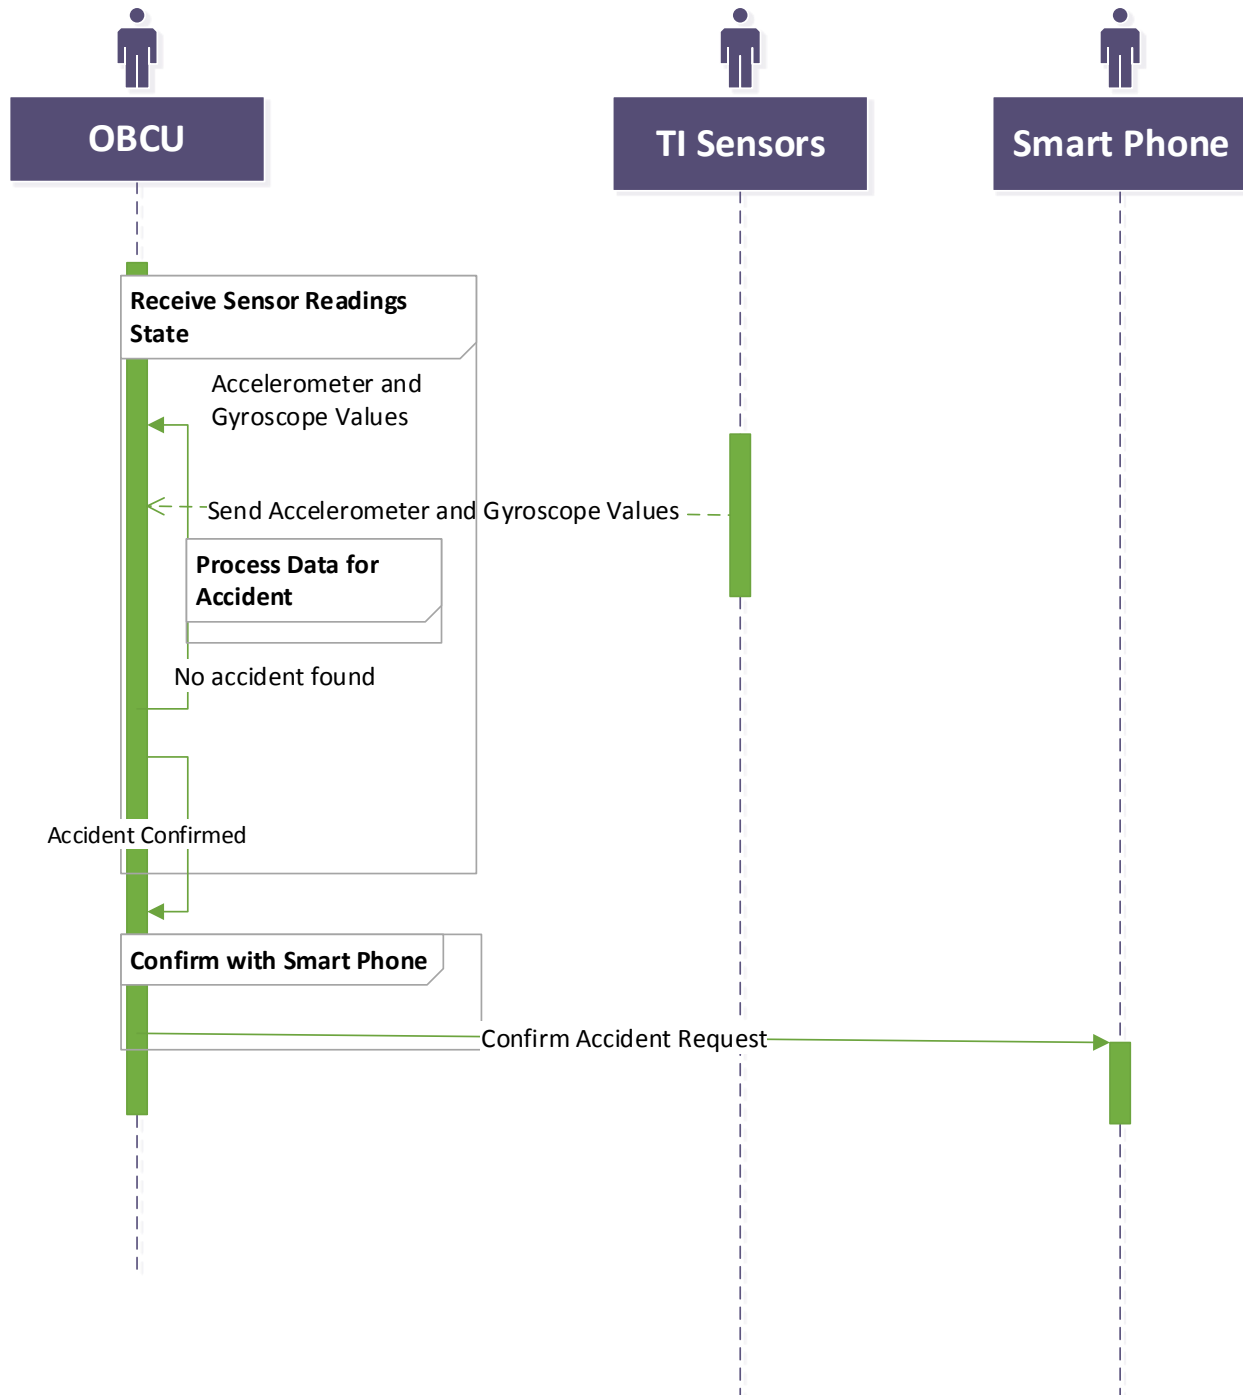 OBCU
TI Sensors
Smart Phone
Receive Sensor Readings
State
Accelerometer and
Gyroscope Values
Send Accelerometer and Gyroscope Values
Process Data for
Accident
No accident found
Accident Confirmed
Confirm with Smart Phone
Confirm Accident Request